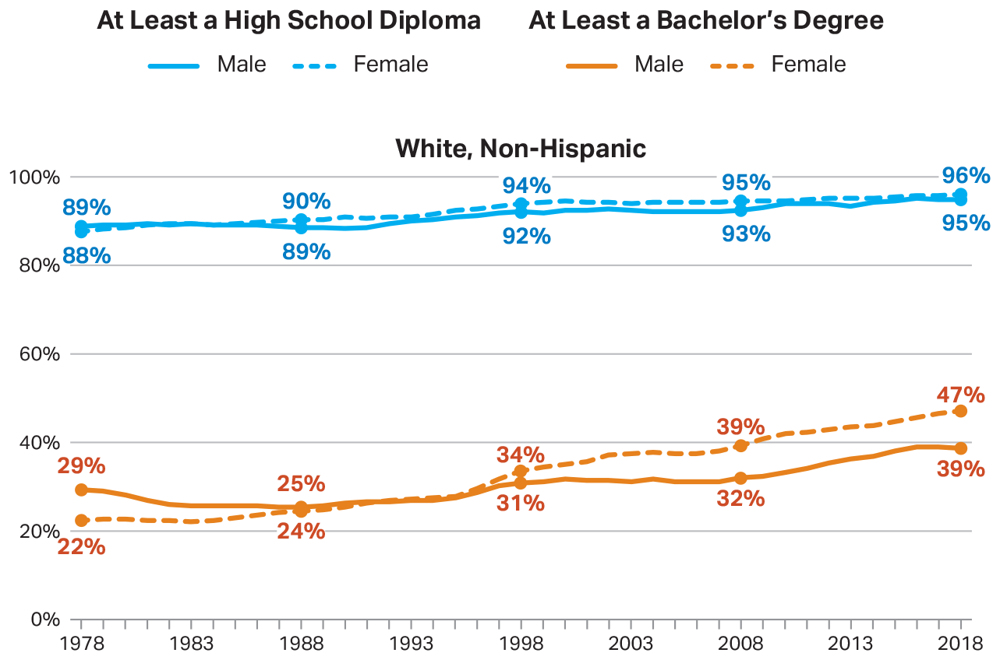 At Least a High School Diploma At Least a Bachelor's Degree
Male Female Male Female
White, Non-Hispanic
100%
80%
60%
40%
20%
0%
89% 90% 94% 95% 96%
88% 89% 92% 93% 95%
29% 25% 34% 39% 47%
22% 24% 31% 32% 39%
1978 1983 1988 1993 1998 2003 2008 2013 2018